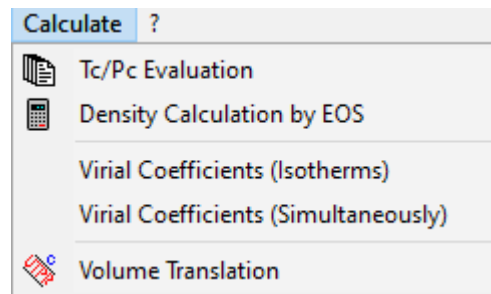 Calculate ?
Tc/Pc Evaluation
Density Calculation by EOS
Virial Coefficients (Isotherms)
Virial Coefficients (Simultaneously)
Volume Translation